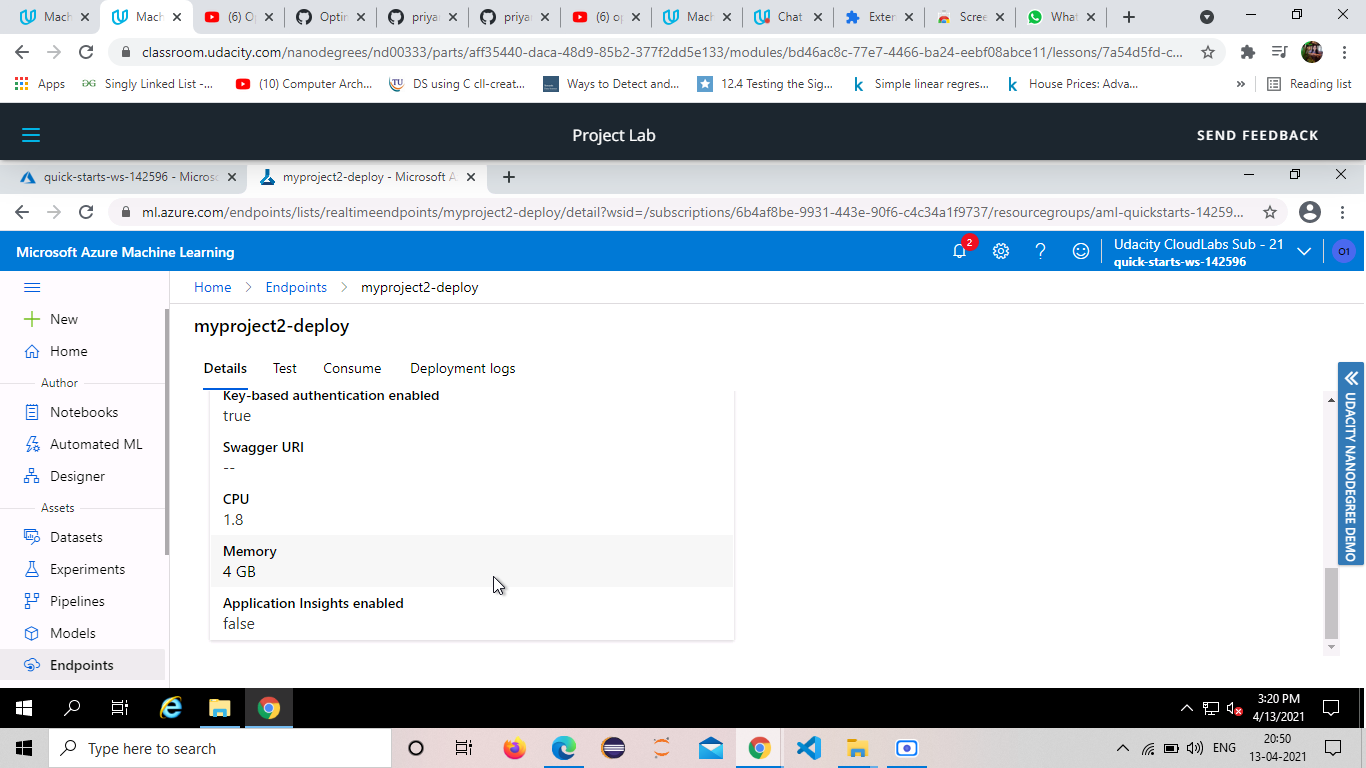 Mach
Mach
(6) O
Optin
priya
priya
(6) o
Mach
Chat
Exter
Scree
What
classroom.udacity.com/nanodegrees/nd00333/parts/aff35440-daca-48d9-85b2-377f2dd5e133/modules/bd46ac8c-77e7-4466-ba24-eebf08abce11/lessons/7a54d5fd-c...
Apps
Singly Linked List -...
(10) Computer Arch...
DS using C cll-creat...
Ways to Detect and...
12.4 Testing the Sig...
Simple linear regres...
House Prices: Adva...
»
Reading list
Project Lab
SEND FEEDBACK
quick-starts-ws-142596 - Micros
myproject2-deploy - Microsoft A
ml.azure.com/endpoints/lists/realtimeendpoints/myproject2-deploy/detail?wsid=/subscriptions/6b4af8be-9931-443e-90f6-c4c34a1f9737/resourcegroups/aml-quickstarts-14259...
Microsoft Azure Machine Learning
2
Udacity CloudLabs Sub - 21
quick-starts-ws-142596
O1
Home > Endpoints > myproject2-deploy
New
Home
Author
Notebooks
Automated ML
Designer
Assets
Datasets
Experiments
Pipelines
Models
Endpoints
myproject2-deploy
Details Test Consume Deployment logs
Key-based authentication enabled
true
Swagger URI
--
CPU
1.8
Memory
4 GB
Application Insights enabled
false
UDACITY NANODEGREE DEMO
3:20 PM
4/13/2021
Type here to search
ENG
20:50
13-04-2021